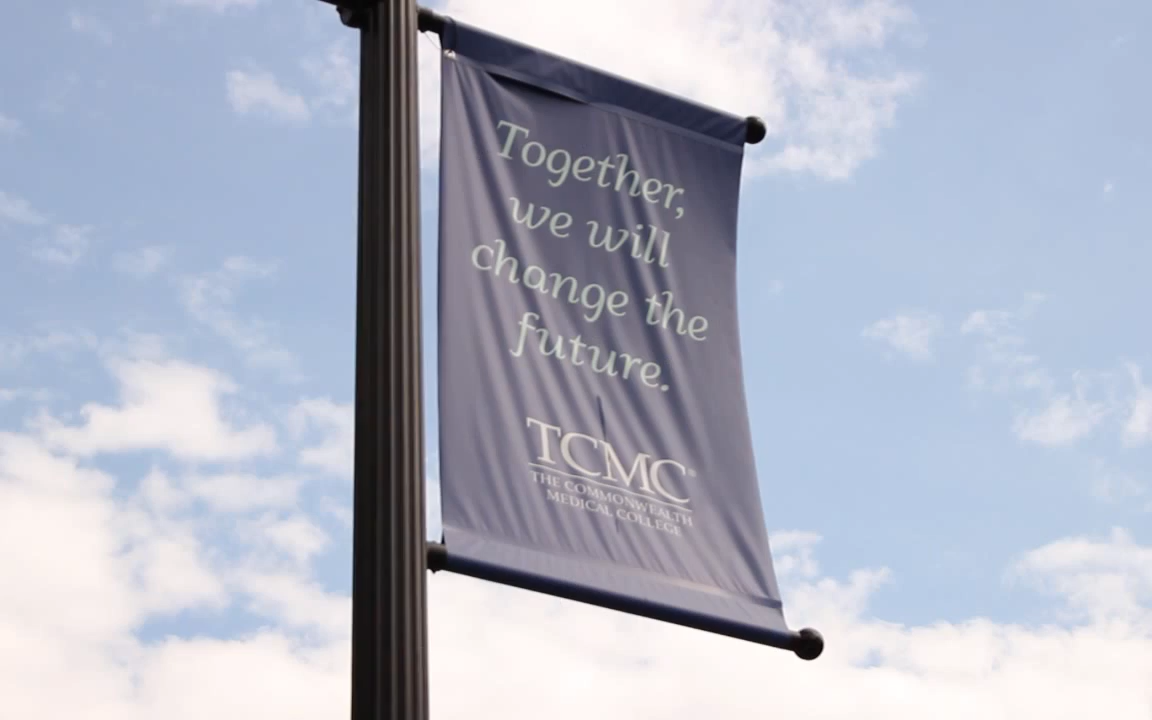 Together,
we will
change the
future.
TCMC®
THE COMMONWEALTH
MEDICAL COLLEGE